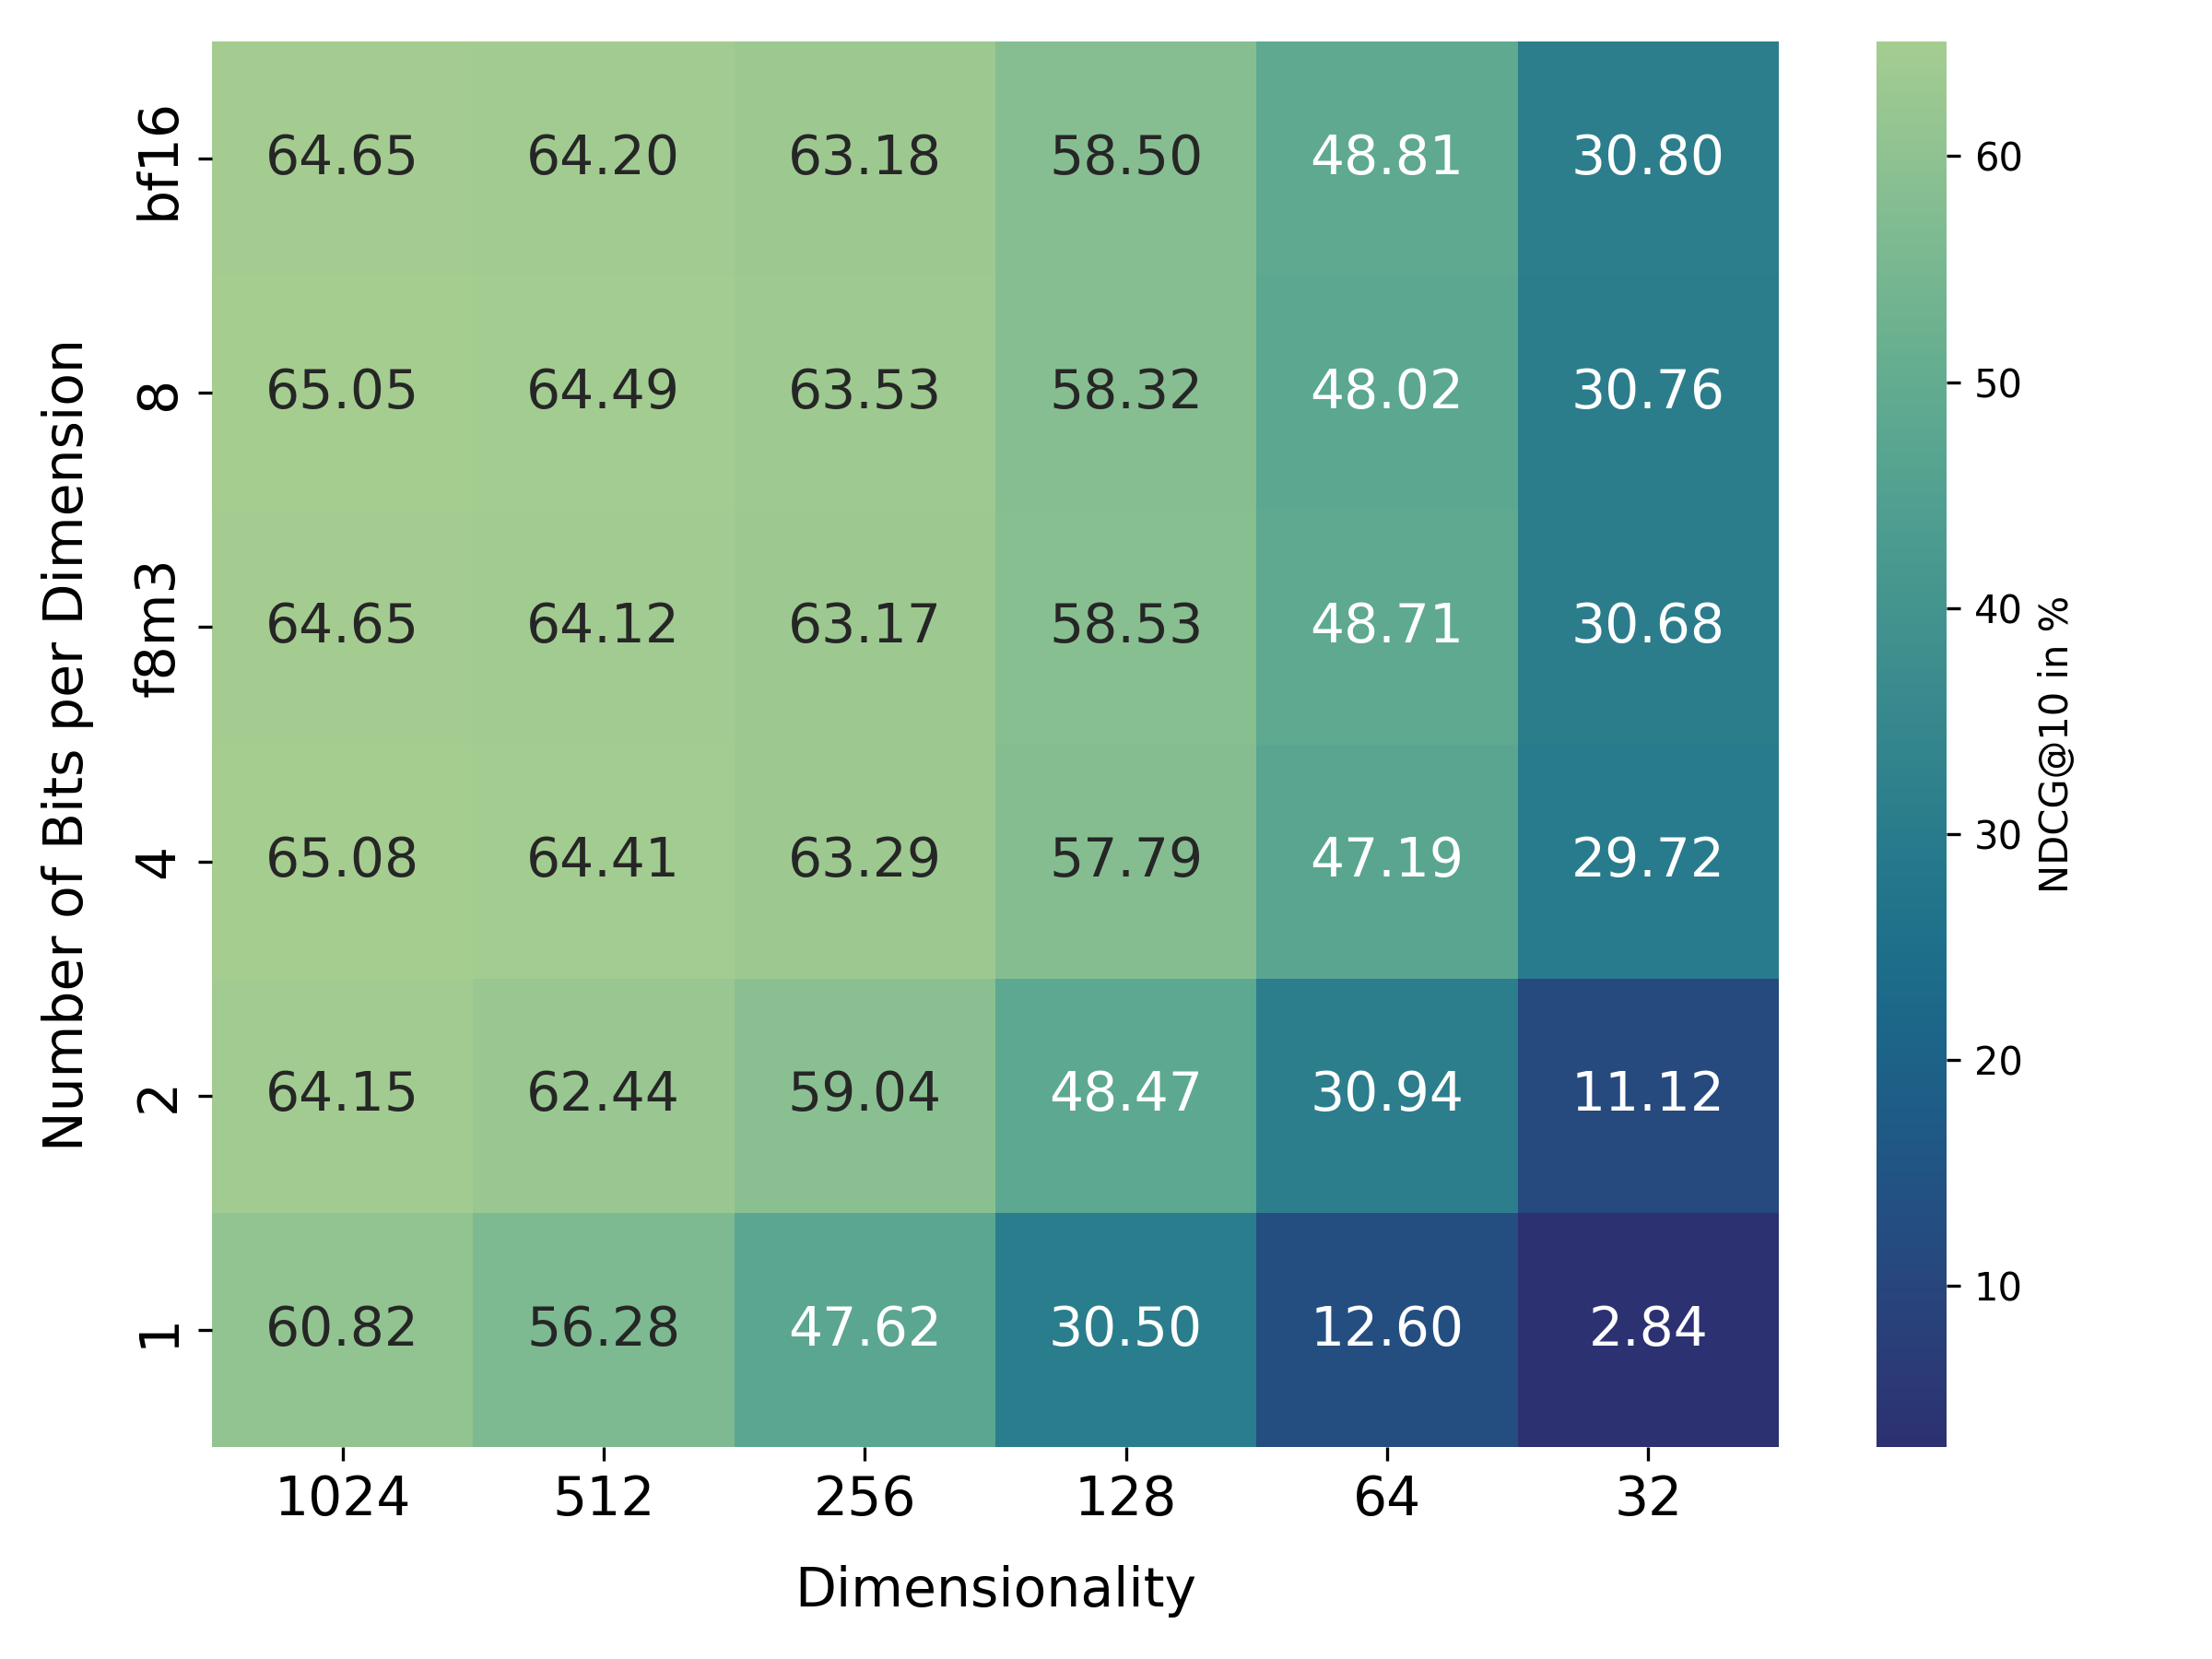 Number of Bits per Dimension
bf16 64.65 64.20 63.18 58.50 48.81 30.80
8 65.05 64.49 63.53 58.32 48.02 30.76
f8m3 64.65 64.12 63.17 58.53 48.71 30.68
4 65.08 64.41 63.29 57.79 47.19 29.72
2 64.15 62.44 59.04 48.47 30.94 11.12
1 60.82 56.28 47.62 30.50 12.60 2.84
1024 512 256 128 64 32
Dimensionality
60
50
40
30
20
10
NDCG@10 in %